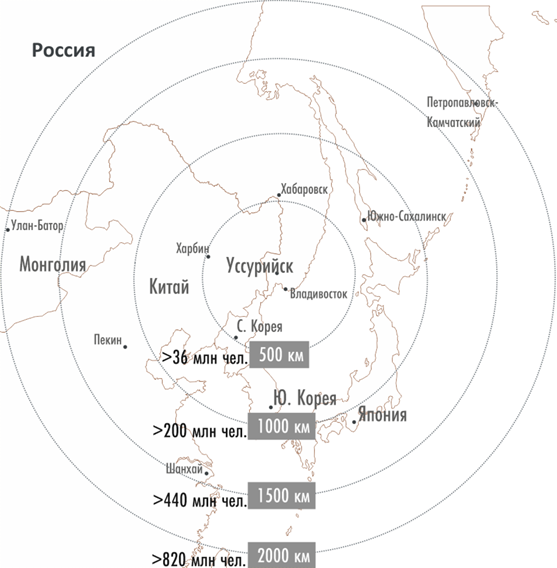 Россия
Петропавловск-
Камчатский
Хабаровск
Улан-Батор
Южно-Сахалинск
Харбин
Уссурийск
Монголия
Китай
Владивосток
С. Корея
Пекин
>36 млн чел. 500 км
Ю. Корея
Япония
>200 млн чел. 1000 км
Шанхай
>440 млн чел. 1500 км
>820 млн чел. 2000 км